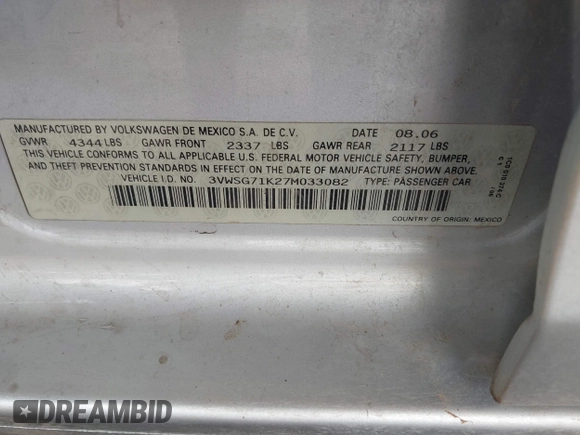 MANUFACTURED BY VOLKSWAGEN DE MEXICO S.A. DE C.V. DATE 08.06
GVWR 4344 LBS GAWR FRONT 2337 LBS GAWR REAR 2117 LBS
THIS VEHICLE CONFORMS TO ALL APPLICABLE U.S. FEDERAL MOTOR VEHICLE SAFETY, BUMPER,
AND THEFT PREVENTION STANDARDS IN EFFECT ON THE DATE OF MANUFACTURE SHOWN ABOVE.
VEHICLE I.D. NO. 3VWSG71K27M033082 TYPE: PASSENGER CAR
COUNTRY OF ORIGIN: MEXICO
DREAMBID